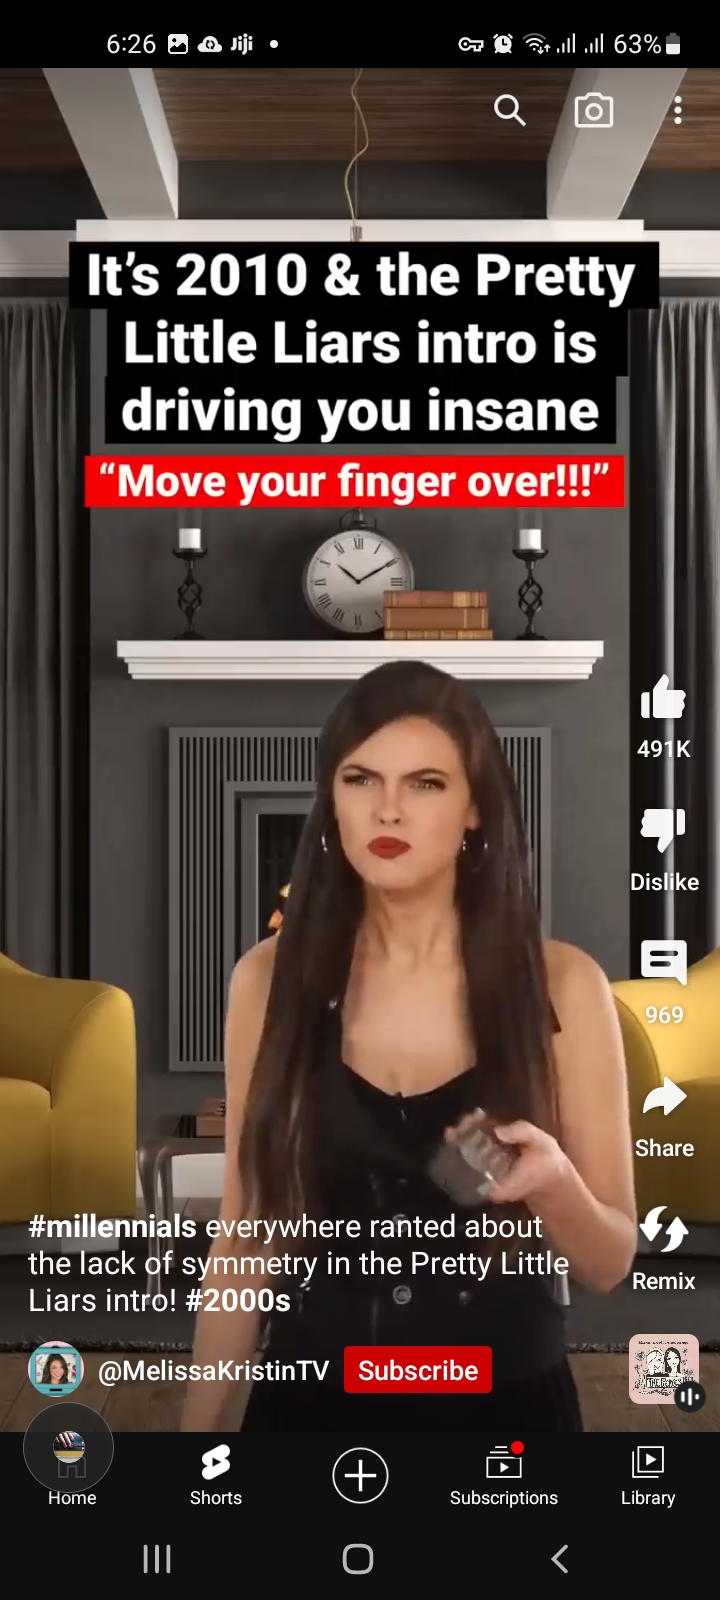 6:26 Jiji 63%
It’s 2010 & the Pretty
Little Liars intro is
driving you insane
“Move your finger over!!!”
491K
Dislike
969
Share
#millennials everywhere ranted about
the lack of symmetry in the Pretty Little
Liars intro! #2000s
Remix
@MelissaKristinTV Subscribe
Home Shorts Subscriptions Library